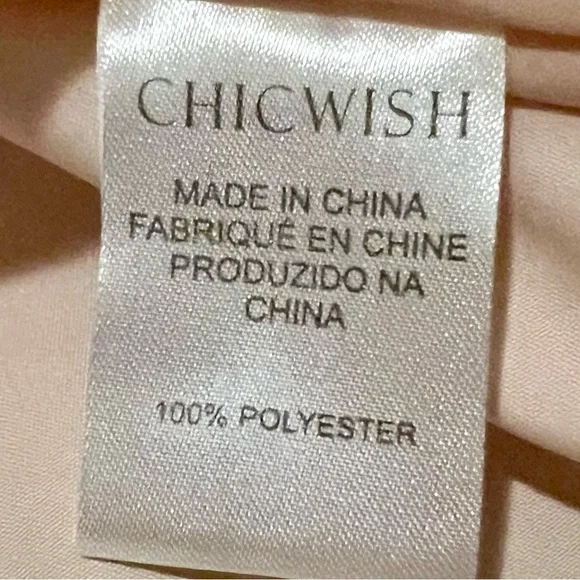 CHICWISH
MADE IN CHINA
FABRIQUÉ EN CHINE
PRODUZIDO NA
CHINA
100% POLYESTER